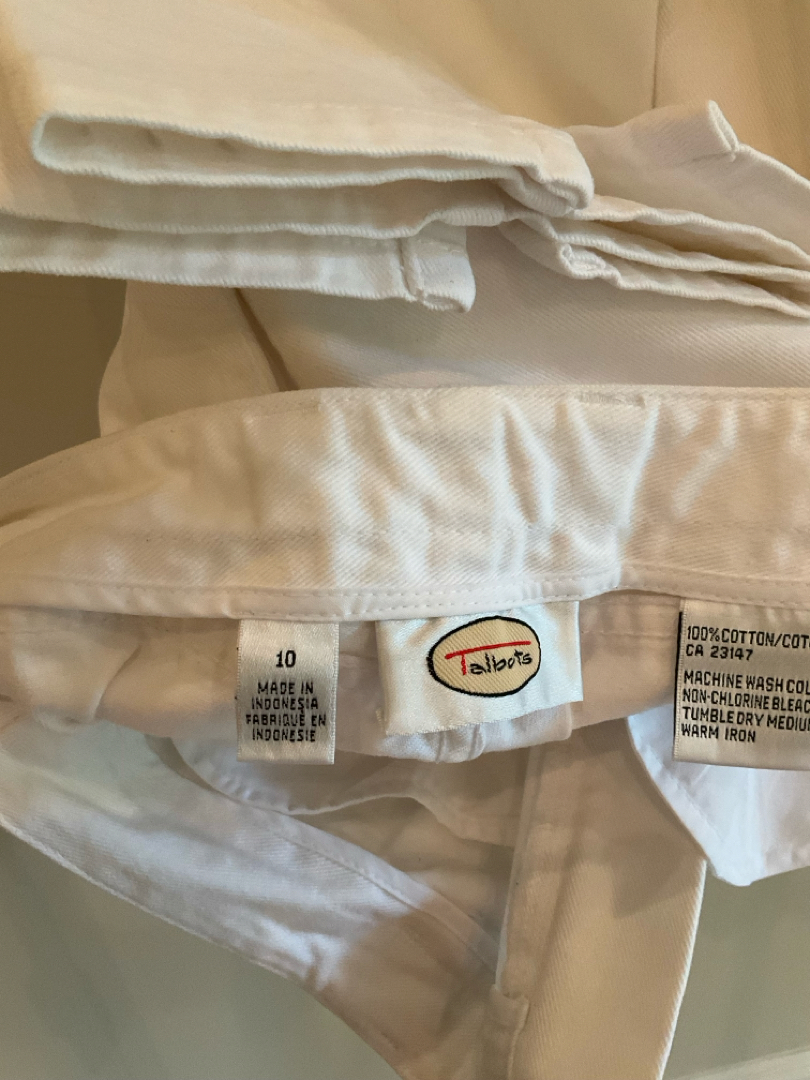 10
MADE IN
INDONESIA
FABRIQUÉ EN
INDONESIE
Talbots
100% COTTON/COT
CA 23147
MACHINE WASH COL
NON-CHLORINE BLEAC
TUMBLE DRY MEDIU
WARM IRON